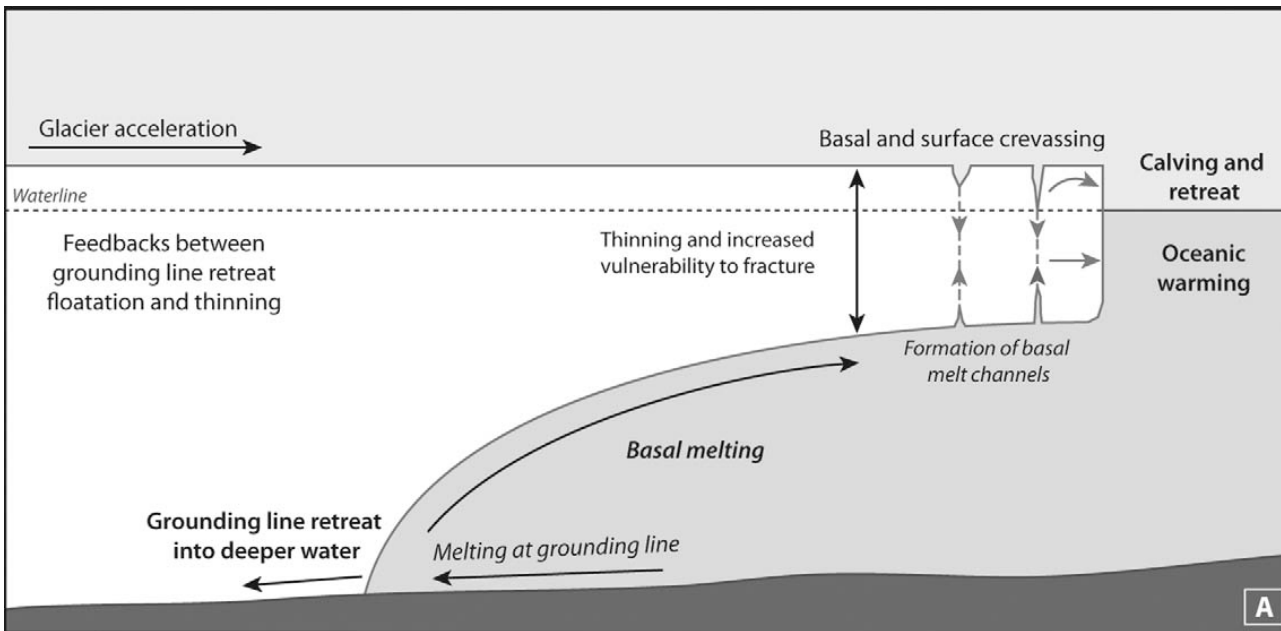 Glacier acceleration
Basal and surface crevassing
Calving and
retreat
Waterline
Feedbacks between
grounding line retreat
floatation and thinning
Thinning and increased
vulnerability to fracture
Oceanic
warming
Formation of basal
melt channels
Basal melting
Grounding line retreat
into deeper water
Melting at grounding line
A